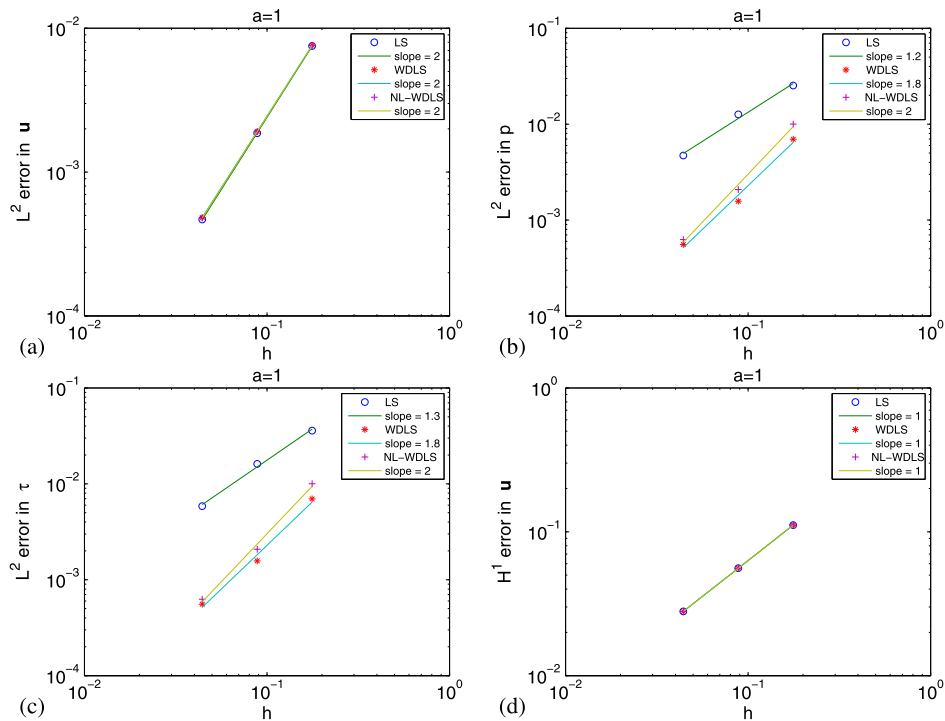 a=1
10^-2
10^-3
10^-4
L^2 error in u
10^-2
10^-1
10^0
h
(a)
LS
slope = 2
WDLS
slope = 2
NL-WDLS
slope = 2
a=1
10^-1
10^-2
10^-3
10^-4
L^2 error in p
10^-2
10^-1
10^0
h
(b)
LS
slope = 1.2
WDLS
slope = 1.8
NL-WDLS
slope = 2
a=1
10^-1
10^-2
10^-3
10^-4
L^2 error in τ
10^-2
10^-1
10^0
h
(c)
LS
slope = 1.3
WDLS
slope = 1.8
NL-WDLS
slope = 2
a=1
10^0
10^-1
10^-2
H^1 error in u
10^-2
10^-1
10^0
h
(d)
LS
slope = 1
WDLS
slope = 1
NL-WDLS
slope = 1